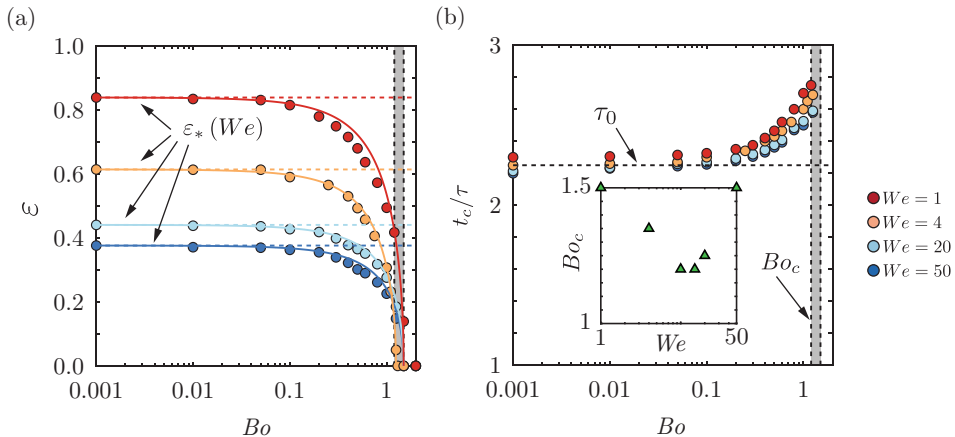 (a)
1.0
0.8
0.6
0.4
0.2
0.0
ε
ε* (We)
0.001
0.01
0.1
1
Bo
(b)
3
2
1
t_c/τ
τ₀
1.5
1
Bo_c
1
50
We
Bo_c
0.001
0.01
0.1
1
Bo
We = 1
We = 4
We = 20
We = 50